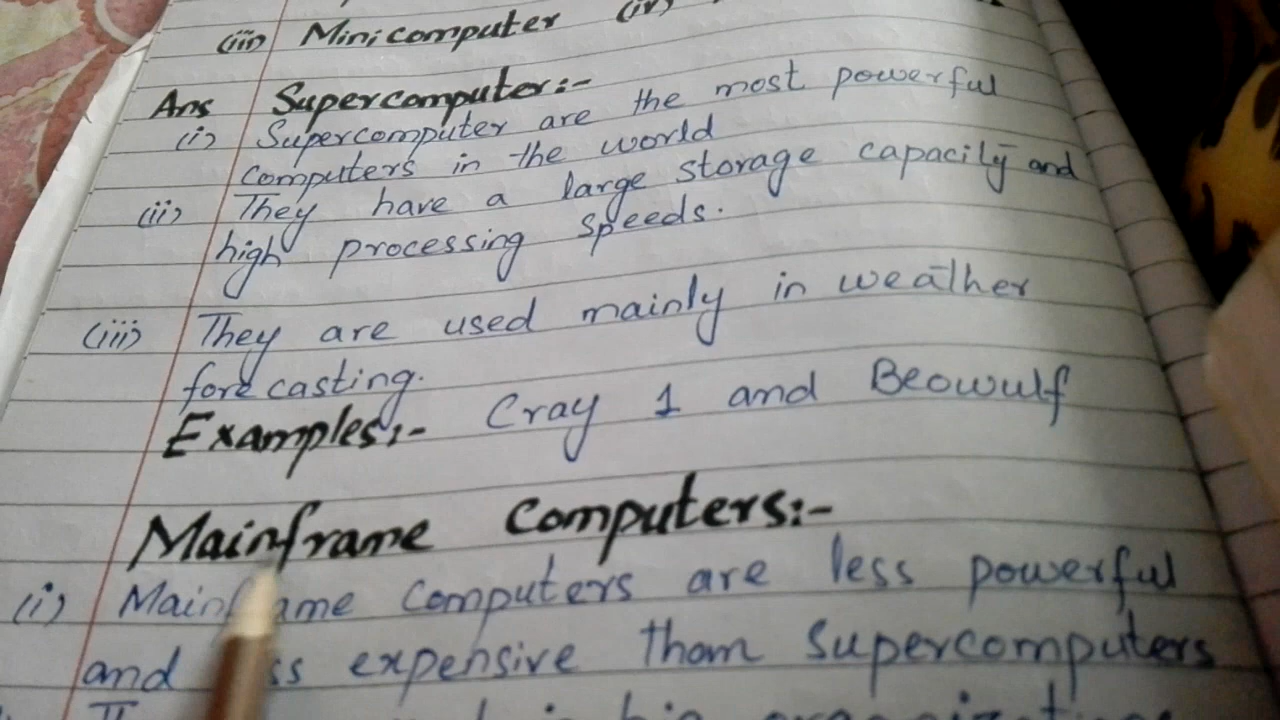 (iii) Minicomputer (iv)
Ans Supercomputer:-
(i) Supercomputer are the most powerful
computers in the world
(ii) They have a large storage capacity and
high processing speeds.
(iii) They are used mainly in weather
forecasting.
Examples:- Cray 1 and Beowulf
Mainframe Computers:-
(i) Mainframe Computers are less powerful
and expensive than Supercomputers